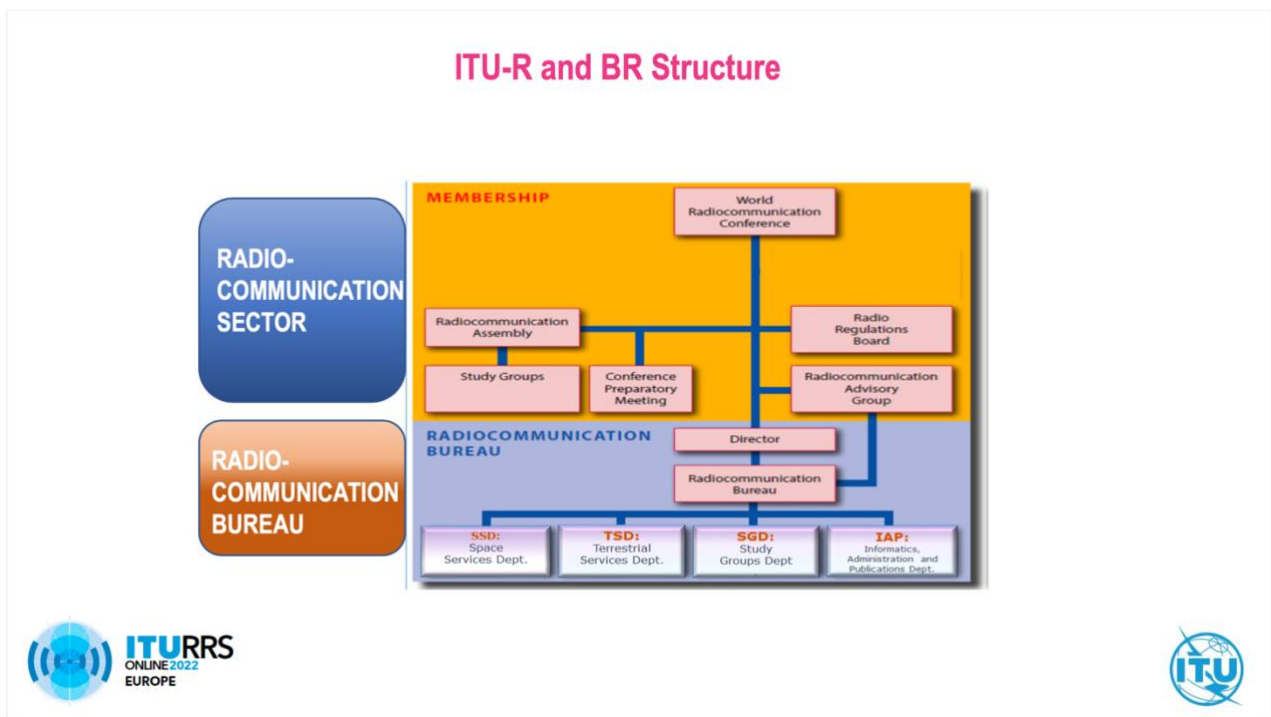 ITU-R and BR Structure
RADIO-
COMMUNICATION
SECTOR
RADIO-
COMMUNICATION
BUREAU
MEMBERSHIP
World
Radiocommunication
Conference
Radiocommunication
Assembly
Radio
Regulations
Board
Study Groups
Conference
Preparatory
Meeting
Radiocommunication
Advisory
Group
RADIOCOMMUNICATION
BUREAU
Director
Radiocommunication
Bureau
SSD:
Space
Services Dept.
TSD:
Terrestrial
Services Dept.
SGD:
Study
Groups Dept
IAP:
Informatics,
Administration and
Publications Dept.
ITURRS
ONLINE2022
EUROPE
ITU